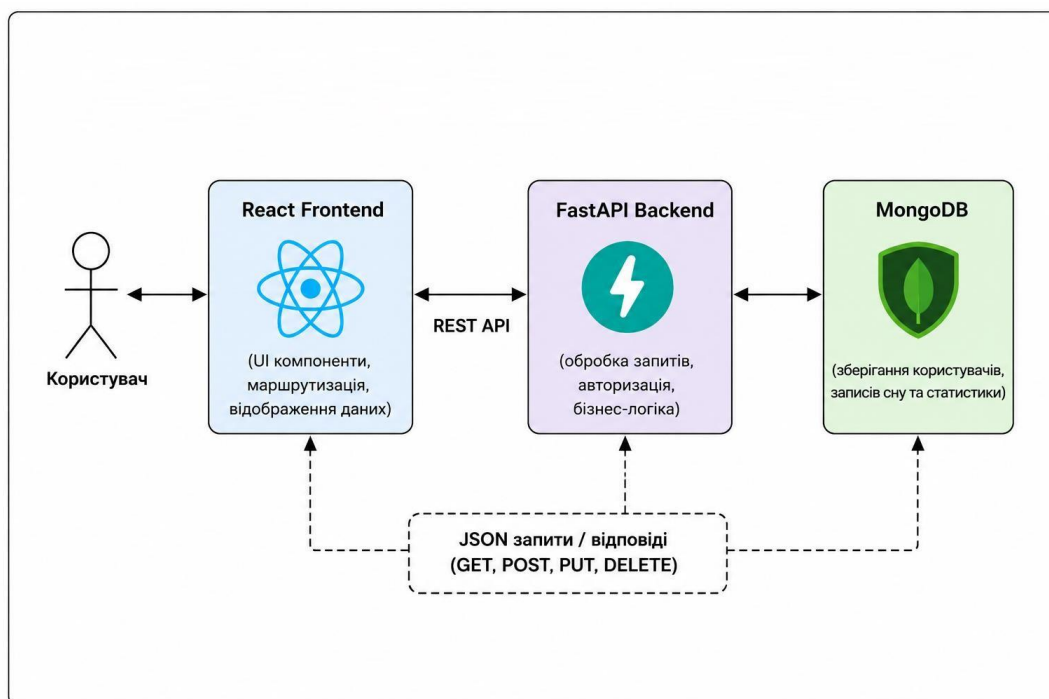 React Frontend
(UI компоненти,
маршрутизація,
відображення даних)
FastAPI Backend
(обробка запитів,
авторизація,
бізнес-логіка)
MongoDB
(зберігання користувачів,
записів сну та статистики)
Користувач
REST API
JSON запити / відповіді
(GET, POST, PUT, DELETE)